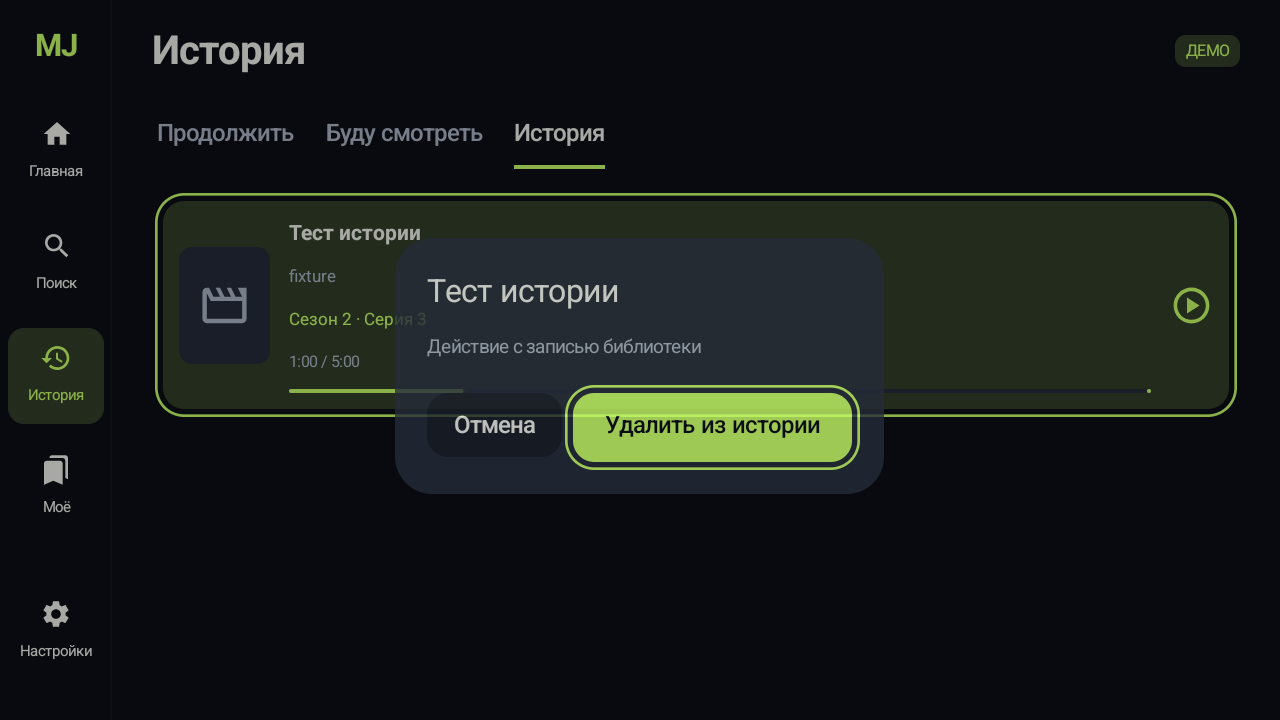 MJ
История
ДЕМО
Главная
Поиск
История
Моё
Настройки
Продолжить
Буду смотреть
История
Тест истории
fixture
Сезон 2 · Серия 3
1:00 / 5:00
Тест истории
Действие с записью библиотеки
Отмена
Удалить из истории